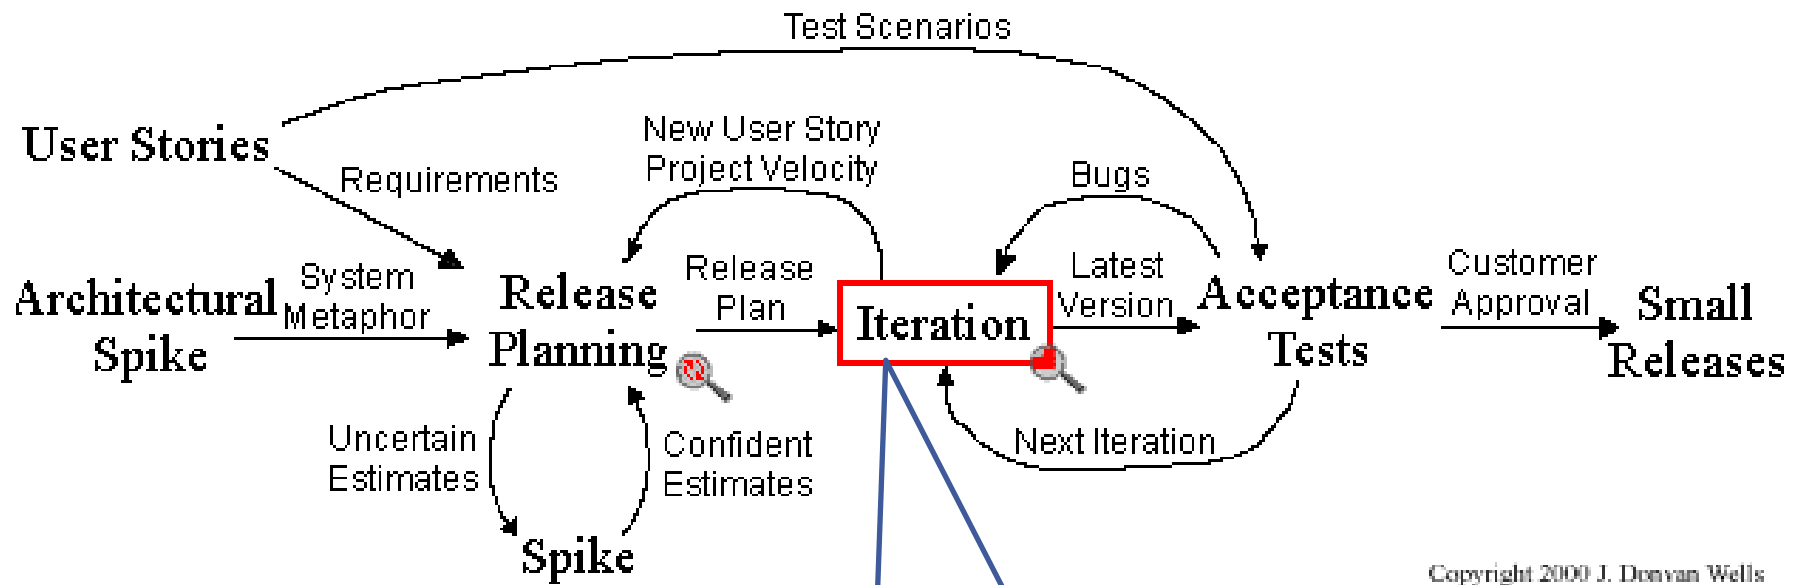 Test Scenarios
User Stories
New User Story
Project Velocity
Requirements
Bugs
Architectural
Spike
System
Metaphor
Release
Planning
Release
Plan
Iteration
Latest
Version
Acceptance
Tests
Customer
Approval
Small
Releases
Uncertain
Estimates
Confident
Estimates
Next Iteration
Spike
Copyright 2000 J. Donvan Wells